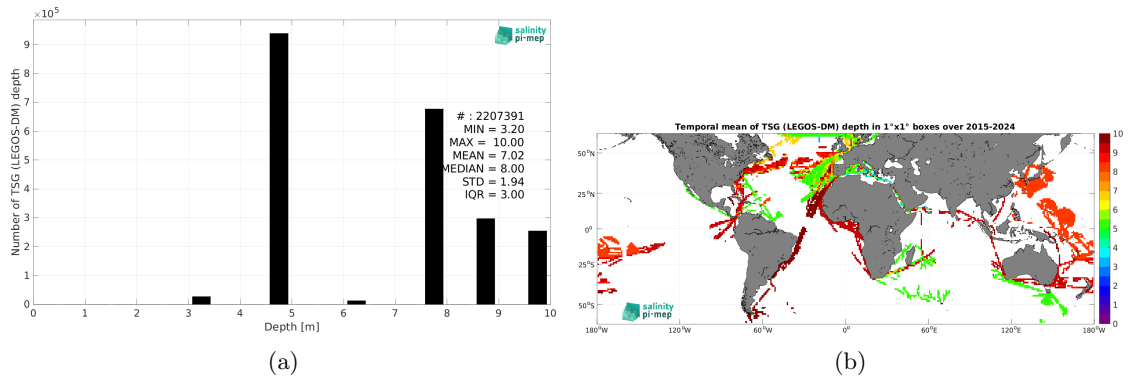 ×10⁵
9
8
7
6
5
4
3
2
1
0
Number of TSG (LEGOS-DM) depth
salinity
pi-mep
# : 2207391
MIN = 3.20
MAX = 10.00
MEAN = 7.02
MEDIAN = 8.00
STD = 1.94
IQR = 3.00
0 1 2 3 4 5 6 7 8 9 10
Depth [m]
(a)
Temporal mean of TSG (LEGOS-DM) depth in 1°x1° boxes over 2015-2024
50°N
25°N
0°
25°S
50°S
salinity
pi-mep
180°W 120°W 60°W 0° 60°E 120°E 180°W
10
9
8
7
6
5
4
3
2
1
0
(b)